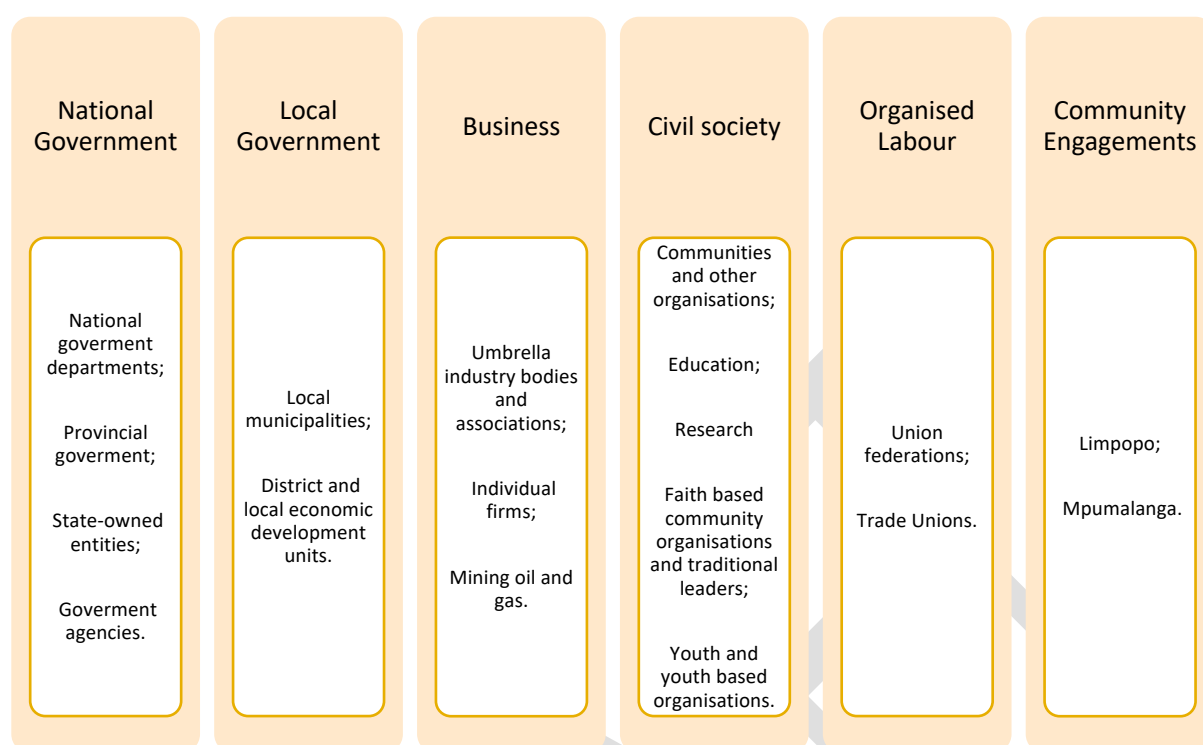 National
Government
National
goverment
departments;
Provincial
goverment;
State-owned
entities;
Goverment
agencies.
Local
Government
Local
municipalities;
District and
local economic
development
units.
Business
Umbrella
industry bodies
and
associations;
Individual
firms;
Mining oil and
gas.
Civil society
Communities
and other
organisations;
Education;
Research
Faith based
community
organisations
and traditional
leaders;
Youth and
youth based
organisations.
Organised
Labour
Union
federations;
Trade Unions.
Community
Engagements
Limpopo;
Mpumalanga.